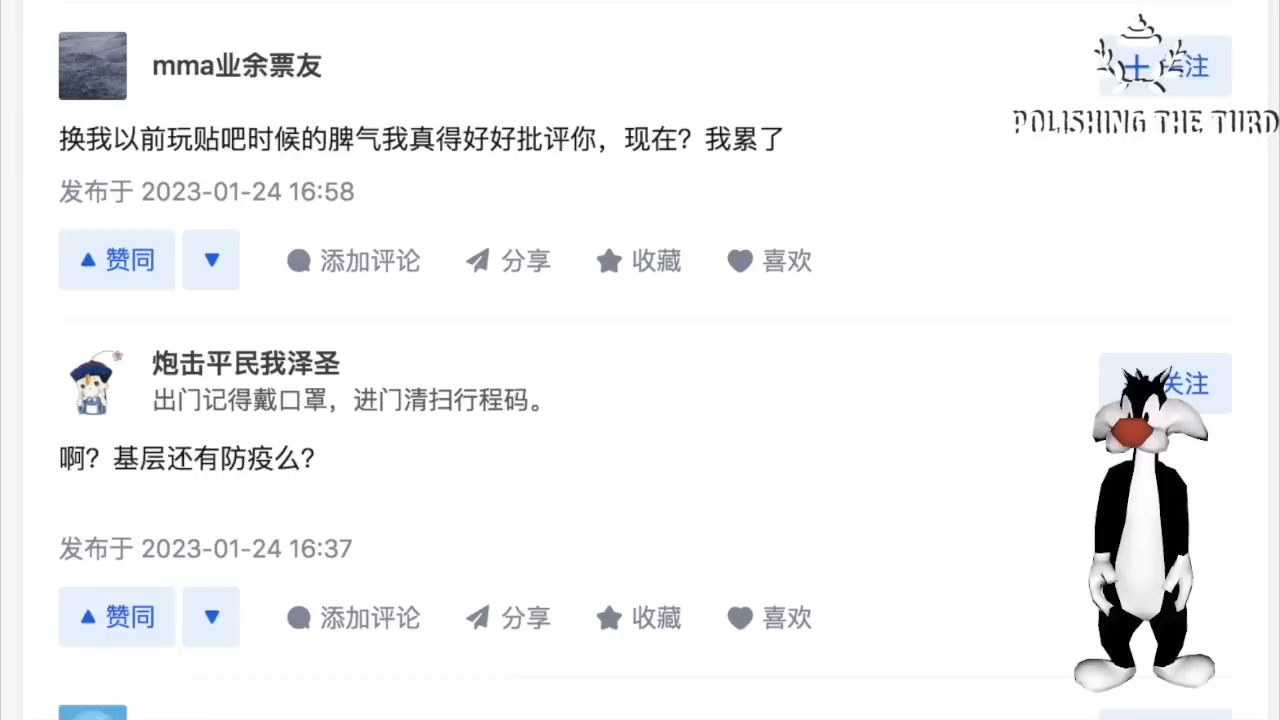 mma业余票友
关注
POLISHING THE TURD
换我以前玩贴吧时候的脾气我真得好好批评你，现在？我累了
发布于 2023-01-24 16:58
赞同
添加评论
分享
收藏
喜欢
炮击平民我泽圣
关注
出门记得戴口罩，进门清扫行程码。
啊？基层还有防疫么？
发布于 2023-01-24 16:37
赞同
添加评论
分享
收藏
喜欢